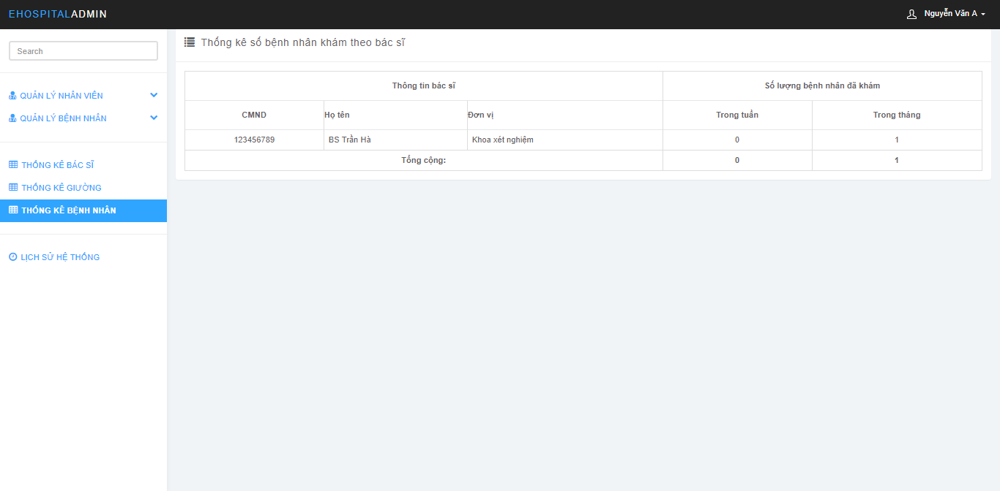 EHOSPITALADMIN
Nguyễn Văn A
Search
QUẢN LÝ NHÂN VIÊN
QUẢN LÝ BỆNH NHÂN
THỐNG KÊ BÁC SĨ
THỐNG KÊ GIƯỜNG
THỐNG KÊ BỆNH NHÂN
LỊCH SỬ HỆ THỐNG
Thống kê số bệnh nhân khám theo bác sĩ
Thông tin bác sĩ Số lượng bệnh nhân đã khám
CMND Họ tên Đơn vị Trong tuần Trong tháng
123456789 BS Trần Hà Khoa xét nghiệm 0 1
Tổng cộng: 0 1